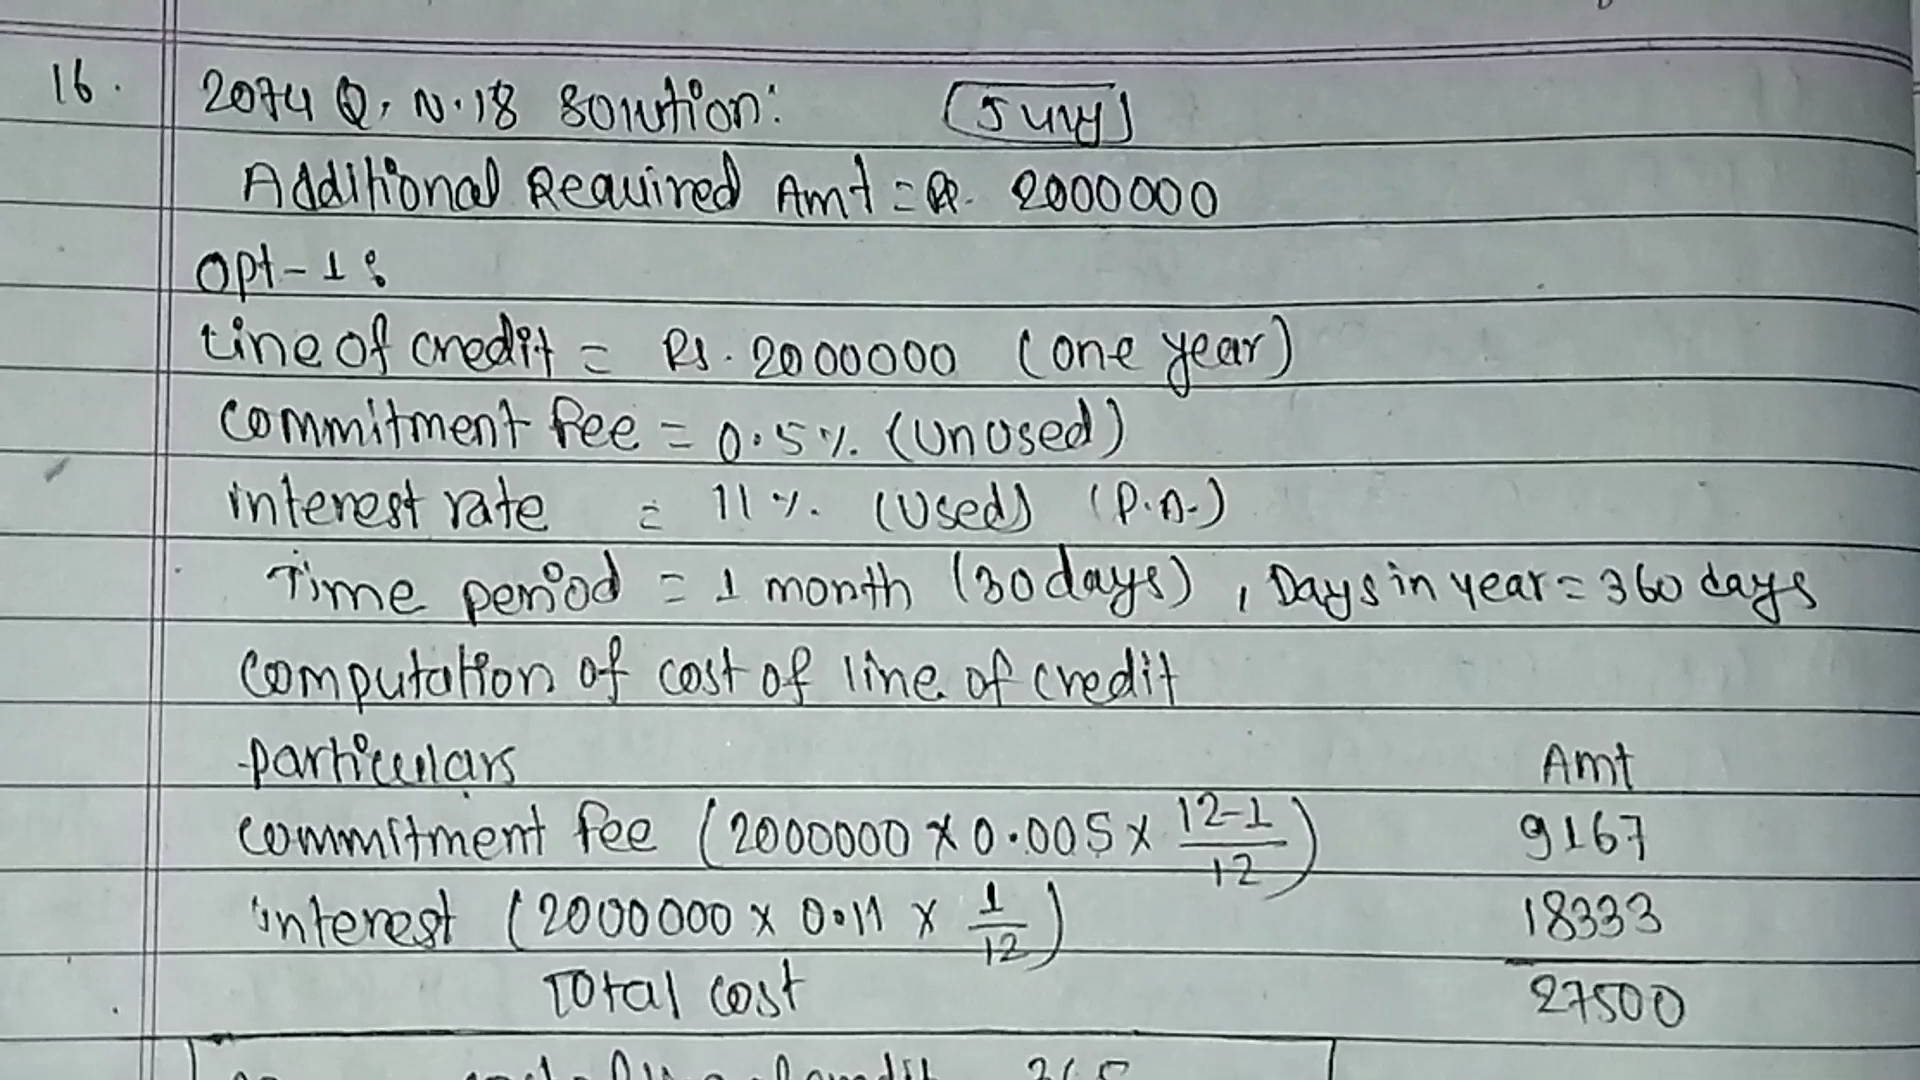 16. 2074 Q. N. 18 Solution: [July]
Additional Required Amt = Rs. 2000000
Opt-1:
Line of credit = Rs. 2000000 (one year)
Commitment fee = 0.5% (Unused)
interest rate = 11%. (Used) (P.A.)
Time period = 1 month (30 days), Days in year = 360 days
Computation of cost of line of credit
particulars Amt
Commitment fee (2000000 × 0.005 × 12-1/12) 9167
interest (2000000 × 0.11 × 1/12) 18333
Total cost 27500